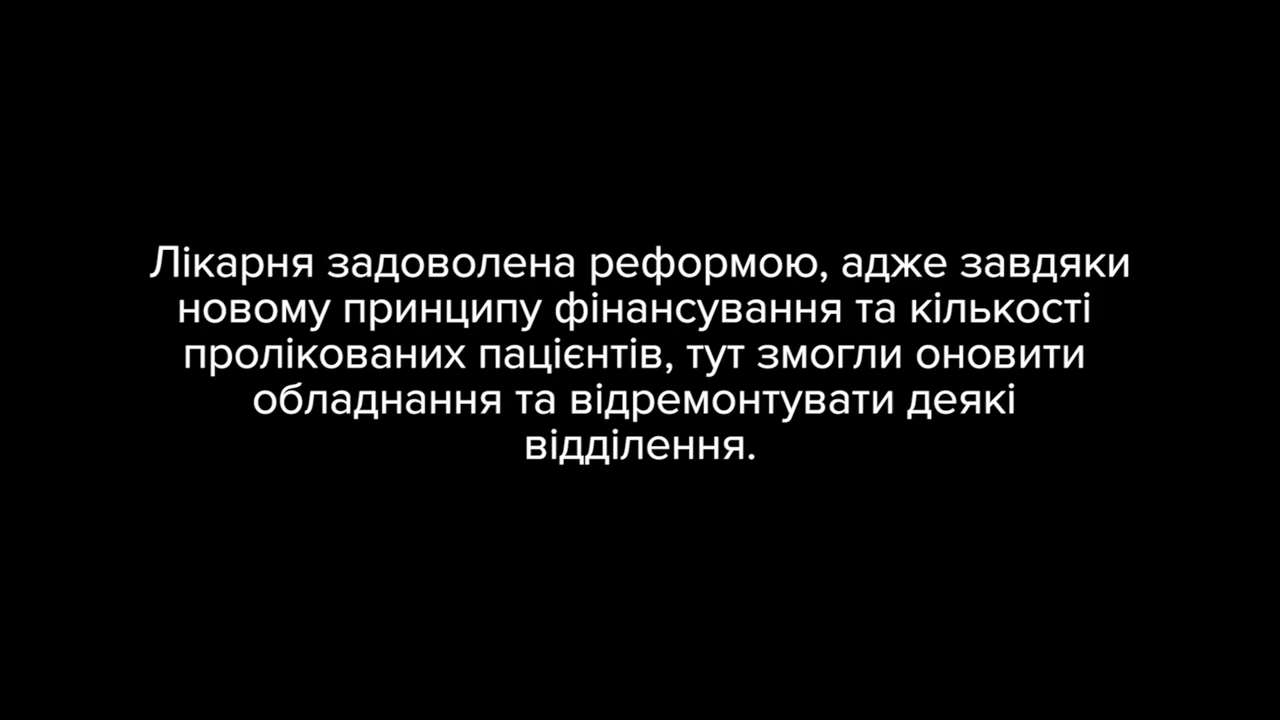 Лікарня задоволена реформою, адже завдяки
новому принципу фінансування та кількості
пролікованих пацієнтів, тут змогли оновити
обладнання та відремонтувати деякі
відділення.